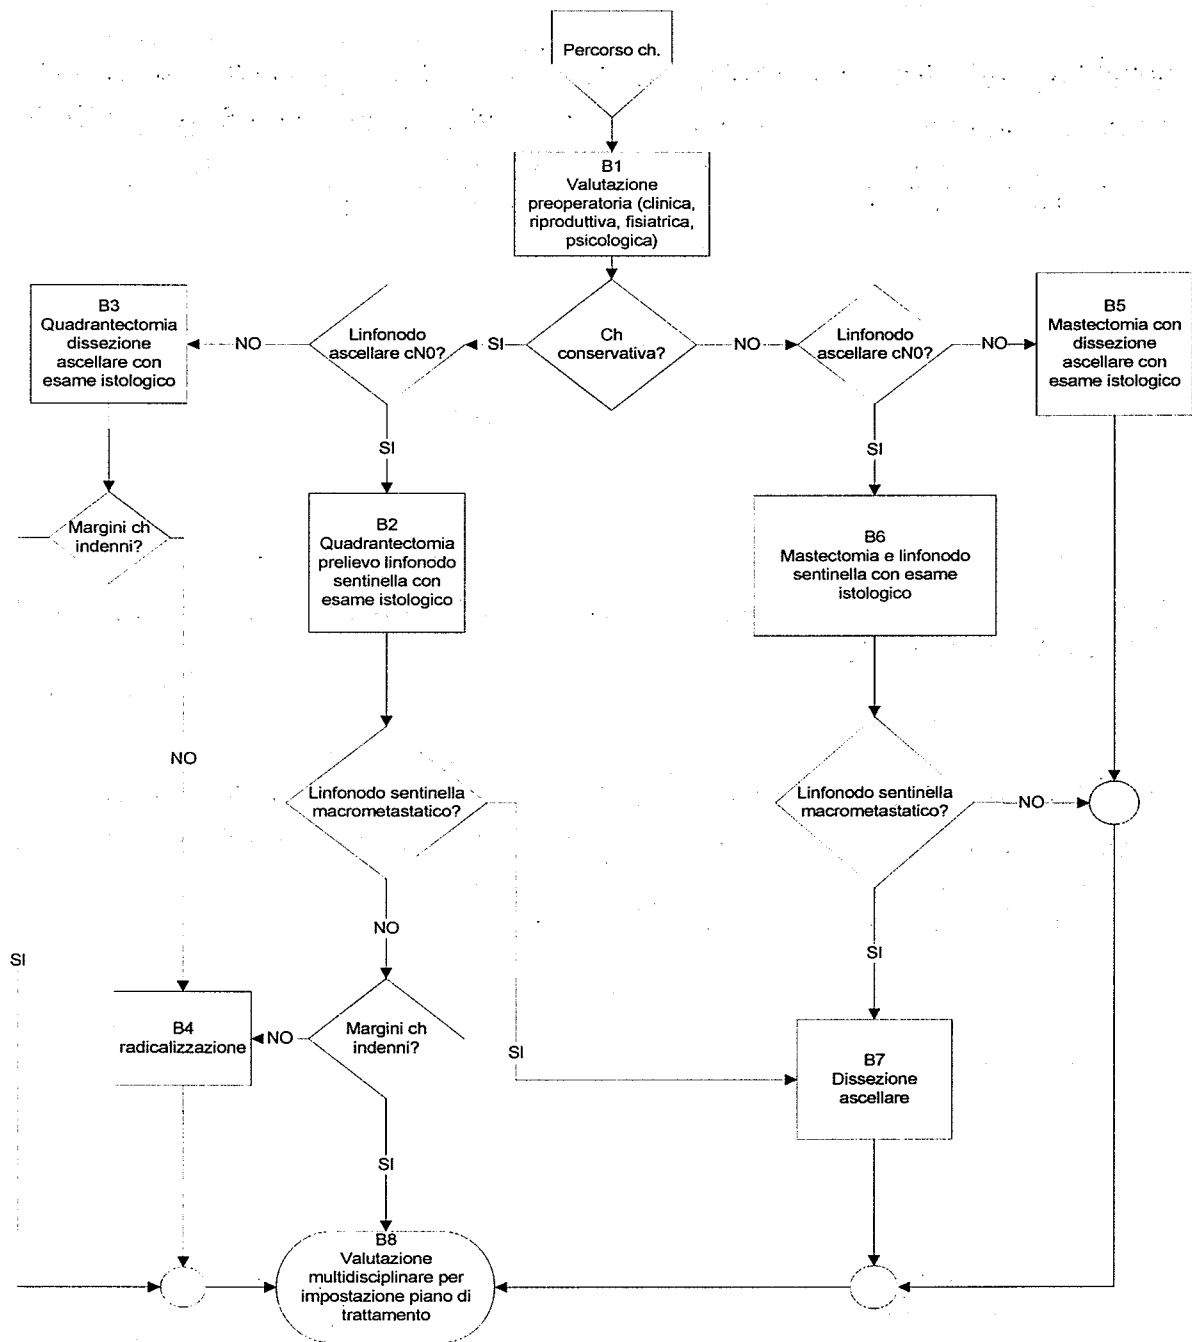 Percorso ch.
B1
Valutazione
preoperatoria (clinica,
riproduttiva, fisiatrica,
psicologica)
B3
Quadrantectomia
dissezione
ascellare con
esame istologico
NO
Linfonodo
ascellare cN0?
SI
Ch
conservativa?
NO
Linfonodo
ascellare cN0?
NO
B5
Mastectomia con
dissezione
ascellare con
esame istologico
SI
SI
Margini ch
indenni?
B2
Quadrantectomia
prelievo linfonodo
sentinella con
esame istologico
B6
Mastectomia e linfonodo
sentinella con esame
istologico
NO
Linfonodo sentinella
macrometastatico?
Linfonodo sentinella
macrometastatico?
NO
NO
SI
SI
B4
radicalizzazione
NO
Margini ch
indenni?
SI
B7
Dissezione
ascellare
SI
B8
Valutazione
multidisciplinare per
impostazione piano di
trattamento